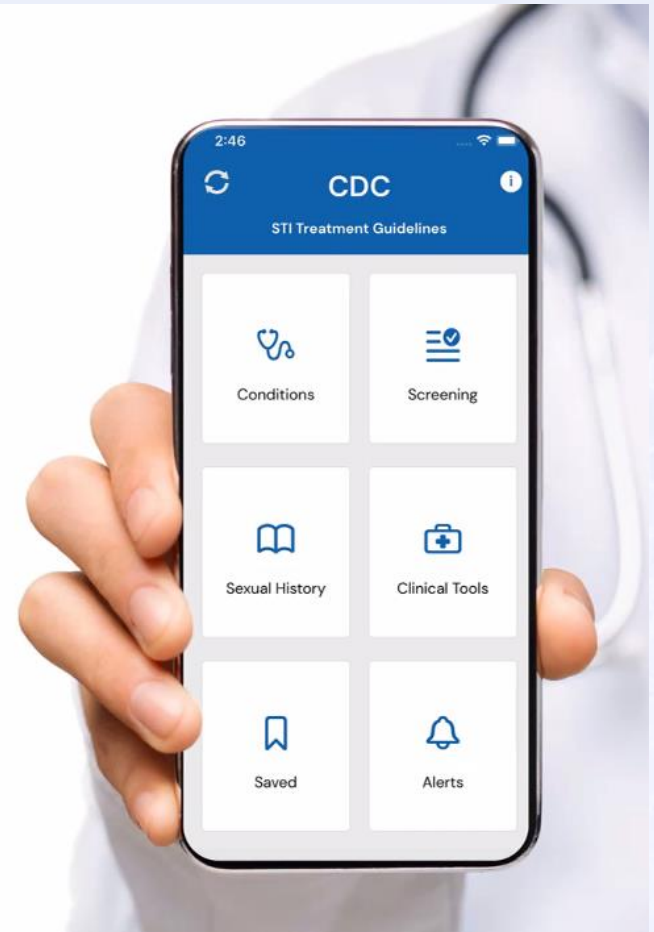 2:46
CDC
STI Treatment Guidelines
Conditions
Screening
Sexual History
Clinical Tools
Saved
Alerts